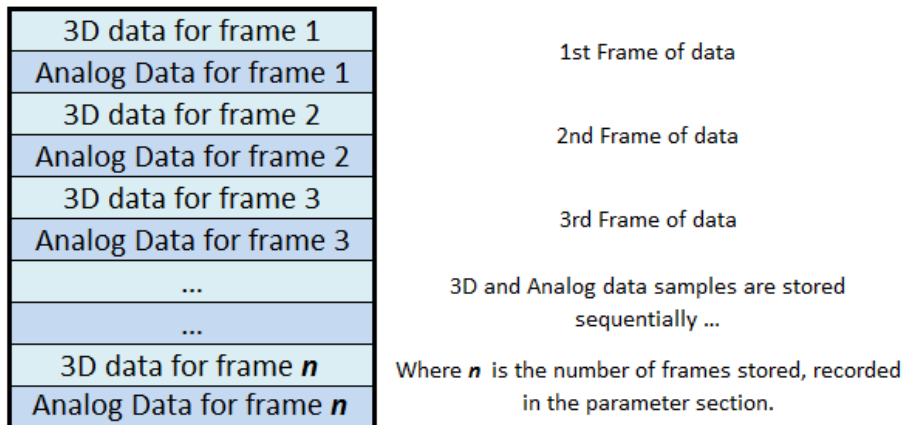 3D data for frame 1
Analog Data for frame 1
1st Frame of data
3D data for frame 2
Analog Data for frame 2
2nd Frame of data
3D data for frame 3
Analog Data for frame 3
3rd Frame of data
...
...
3D and Analog data samples are stored
sequentially ...
3D data for frame n
Analog Data for frame n
Where n is the number of frames stored, recorded
in the parameter section.